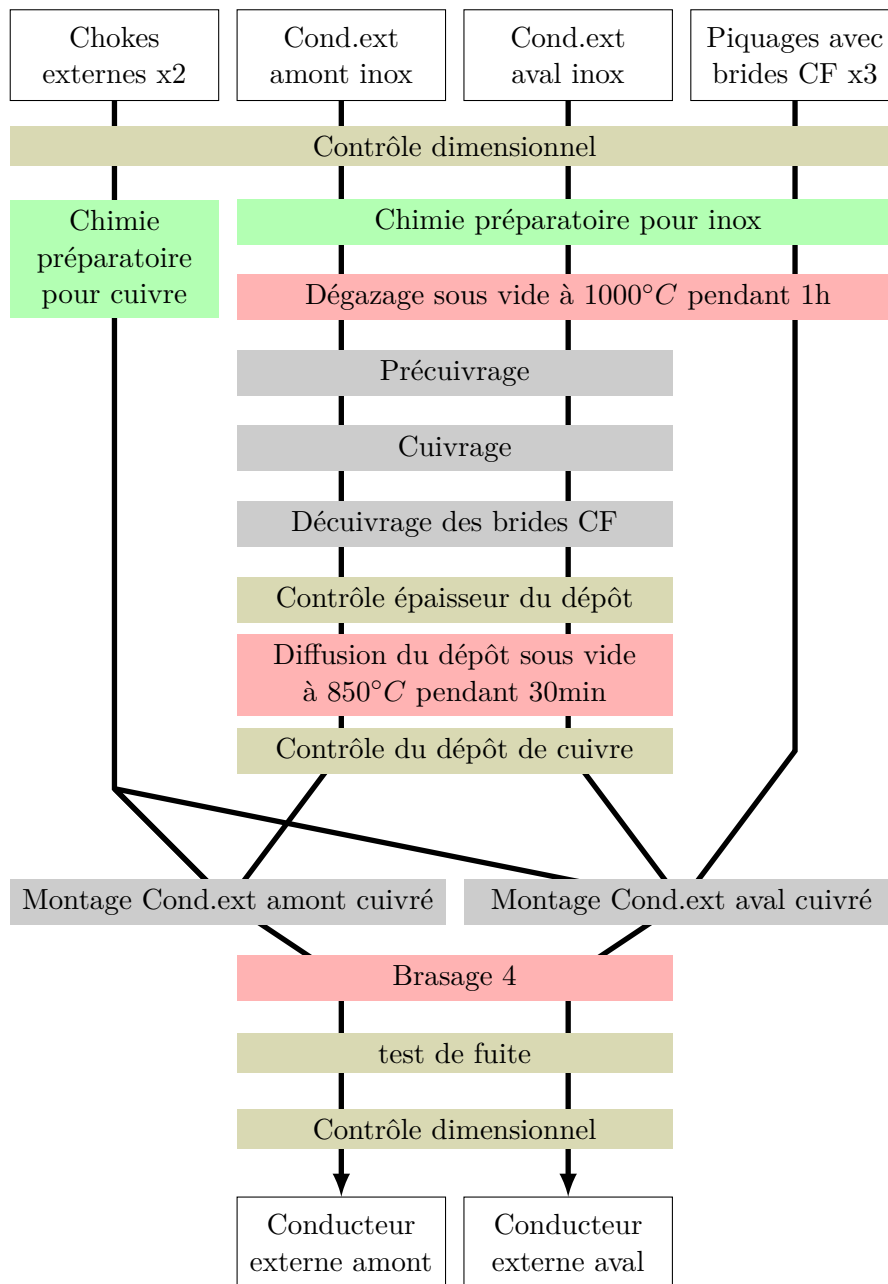 Chokes
externes x2
Cond.ext
amont inox
Cond.ext
aval inox
Piquages avec
brides CF x3
Contrôle dimensionnel
Chimie
préparatoire
pour cuivre
Chimie préparatoire pour inox
Dégazage sous vide à 1000°C pendant 1h
Précuivrage
Cuivrage
Décuivrage des brides CF
Contrôle épaisseur du dépôt
Diffusion du dépôt sous vide
à 850°C pendant 30min
Contrôle du dépôt de cuivre
Montage Cond.ext amont cuivré
Montage Cond.ext aval cuivré
Brasage 4
test de fuite
Contrôle dimensionnel
Conducteur
externe amont
Conducteur
externe aval